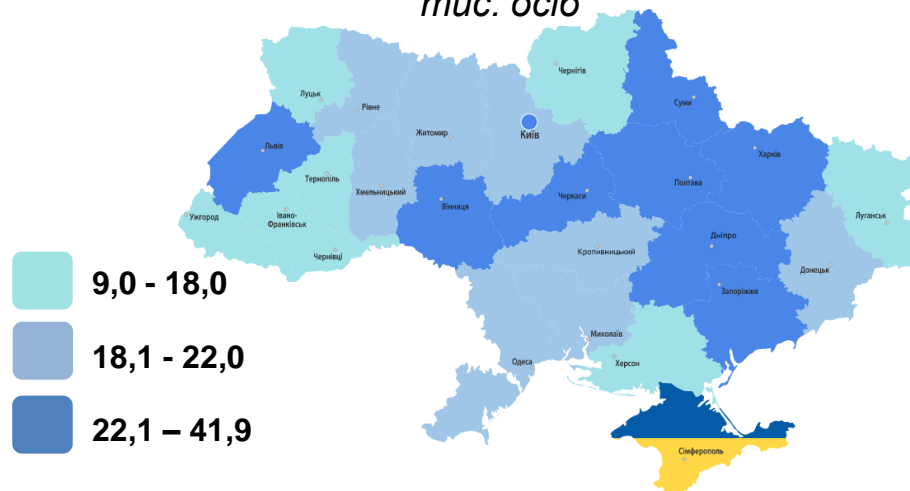 тис. осіб
Чернігів
Луцьк
Рівне
Суми
Київ
Житомир
Львів
Харків
Тернопіль
Полтава
Хмельницький
Черкаси
Вінниця
Ужгород
Івано-
Франківськ
Луганськ
Дніпро
Чернівці
Кропивницький
Донецьк
9,0 - 18,0
Запоріжжя
Миколаїв
18,1 - 22,0
Одеса
Херсон
22,1 – 41,9
Сімферополь